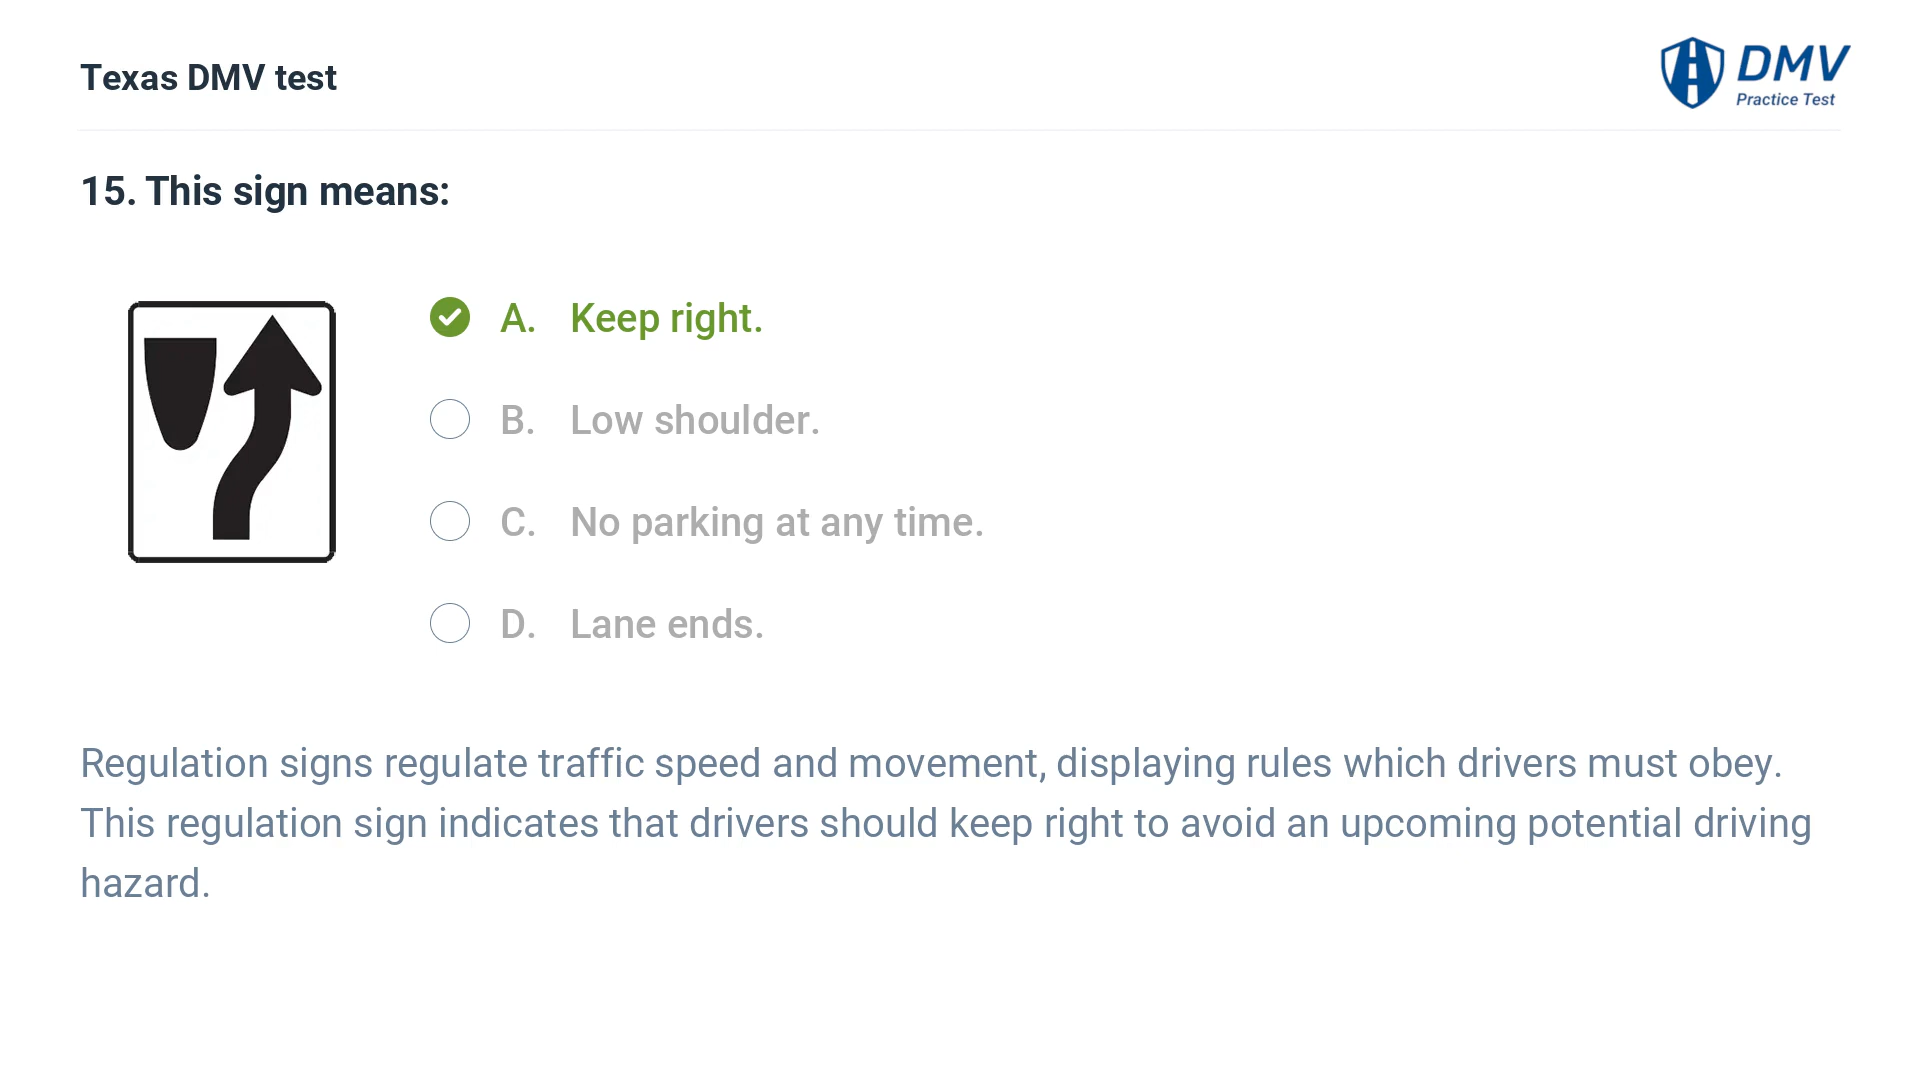 Texas DMV test
DMV
Practice Test
15. This sign means:
A. Keep right.
B. Low shoulder.
C. No parking at any time.
D. Lane ends.
Regulation signs regulate traffic speed and movement, displaying rules which drivers must obey.
This regulation sign indicates that drivers should keep right to avoid an upcoming potential driving
hazard.